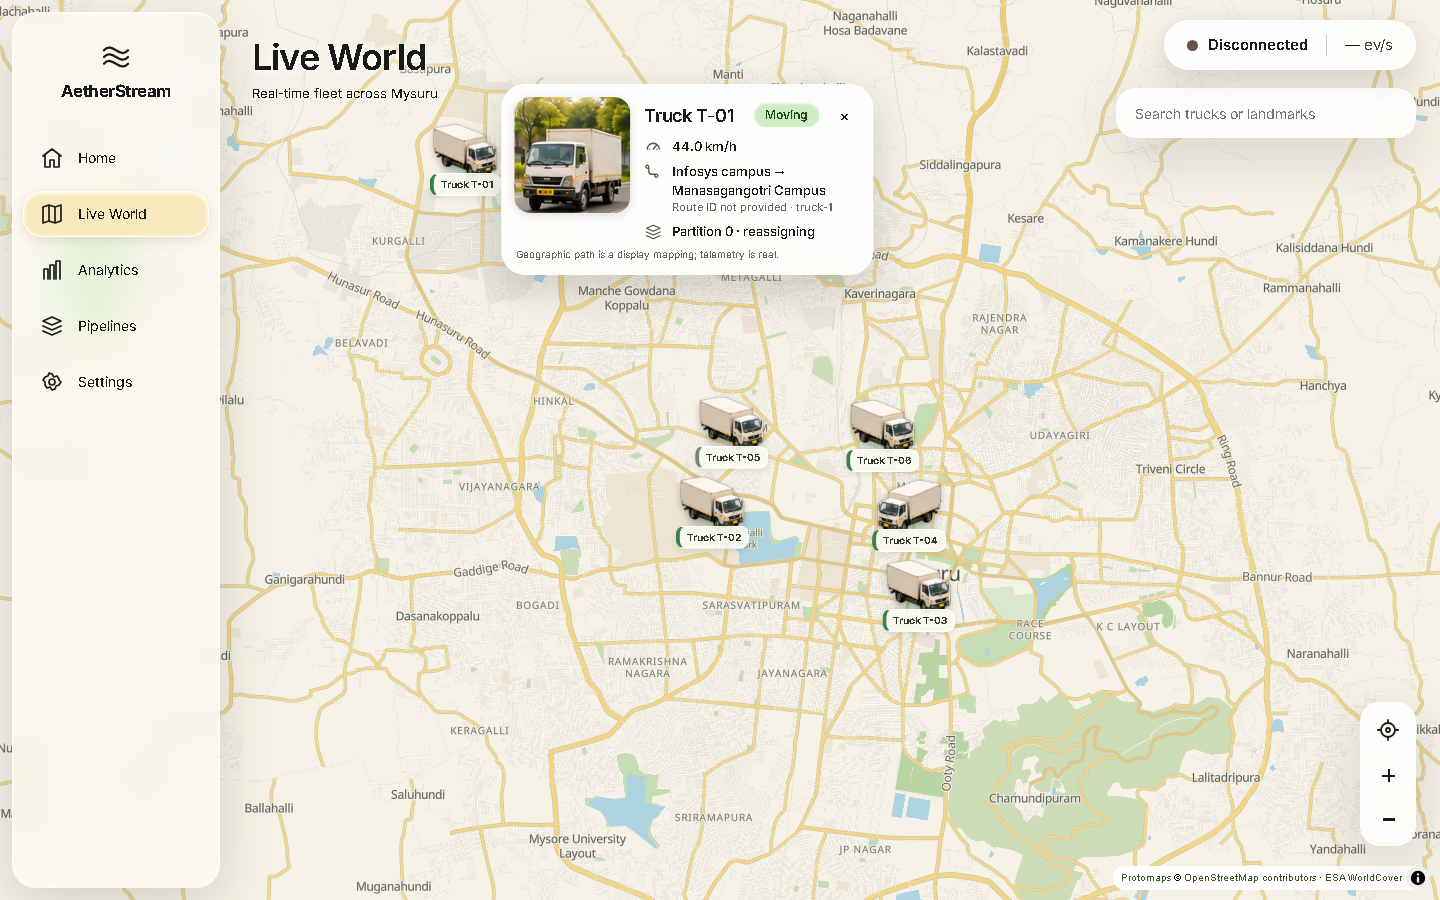 AetherStream
Home
Live World
Analytics
Pipelines
Settings
Live World
Real-time fleet across Mysuru
Disconnected
— ev/s
Search trucks or landmarks
Truck T-01
Moving
×
44.0 km/h
Infosys campus →
Manasagangotri Campus
Route ID not provided · truck-1
Partition 0 · reassigning
Geographic path is a display mapping; telemetry is real.
Naganahalli
Hosa Badavane
Kalastavadi
Manti
Siddalingapura
Truck T-01
Kesare
KURGALLI
Kamanakere Hundi
Kalisiddana Hundi
METAGALLI
Manche Gowdana
Koppalu
Kaverinagara
Rammanahalli
Hunasur Road
Hunasuru Road
RAJENDRA
NAGAR
BELAVADI
Hanchya
HINKAL
UDAYAGIRI
Ring Road
Truck T-05
Truck T-06
Triveni Circle
VIJAYANAGARA
Truck T-02
Truck T-04
Gaddige Road
Ganigarahundi
Bannur Road
BOGADI
SARASVATIPURAM
Dasanakoppalu
Truck T-03
RACE
COURSE
K C LAYOUT
Naranahalli
RAMAKRISHNA
NAGARA
JAYANAGARA
KERAGALLI
Ooty Road
Lalitadripura
Saluhundi
Chamundipuram
Ballahalli
SRIRAMAPURA
Mysore University
Layout
JP NAGAR
Yandahalli
Muganahundi
Protomaps © OpenStreetMap contributors · ESA WorldCover